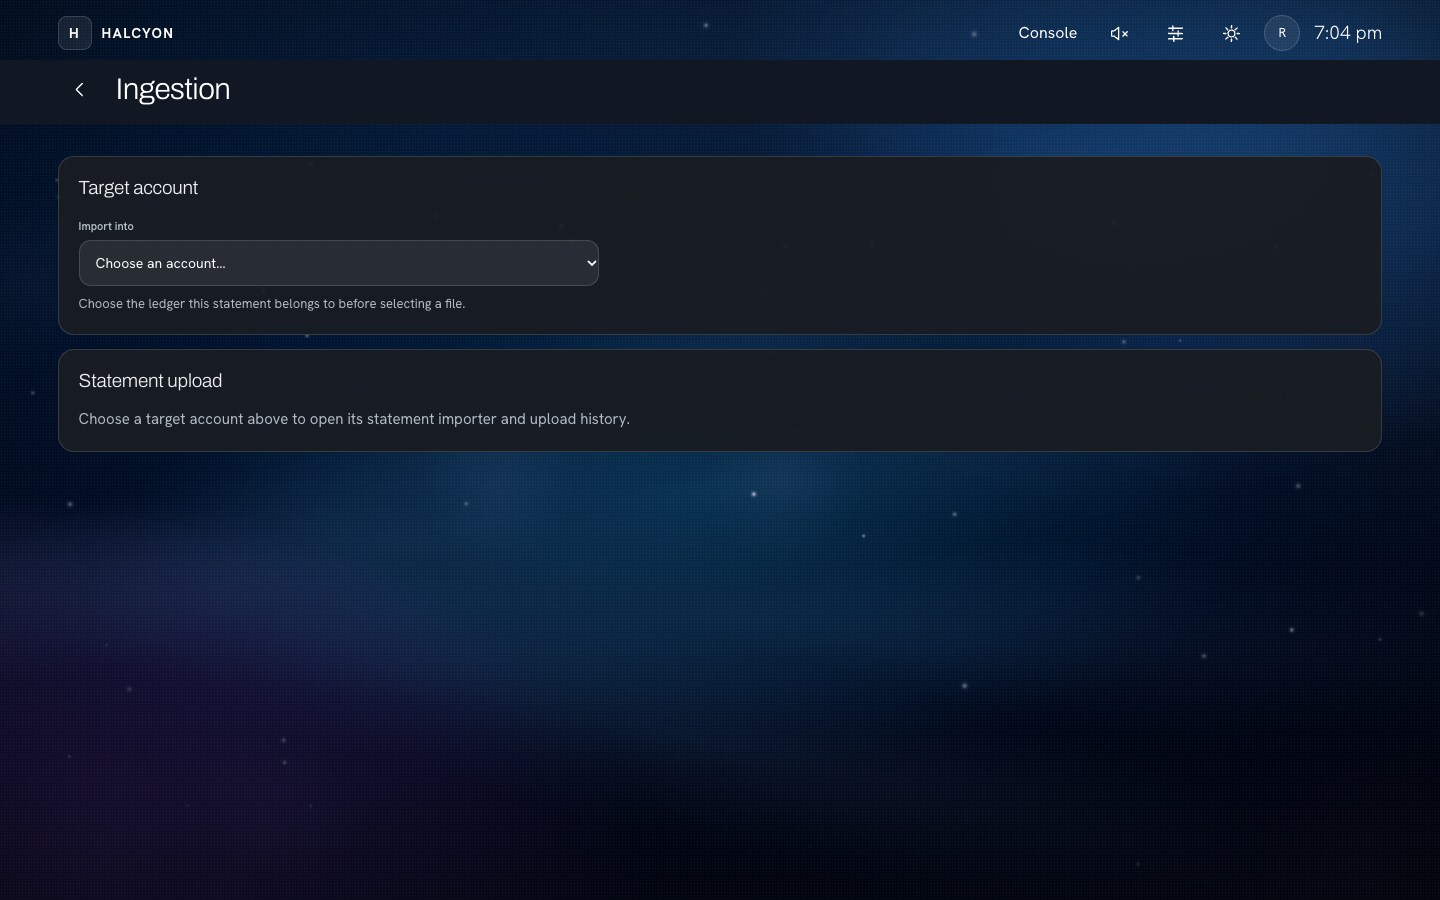 H HALCYON Console R 7:04 pm
Ingestion
Target account
Import into
Choose an account...
Choose the ledger this statement belongs to before selecting a file.
Statement upload
Choose a target account above to open its statement importer and upload history.